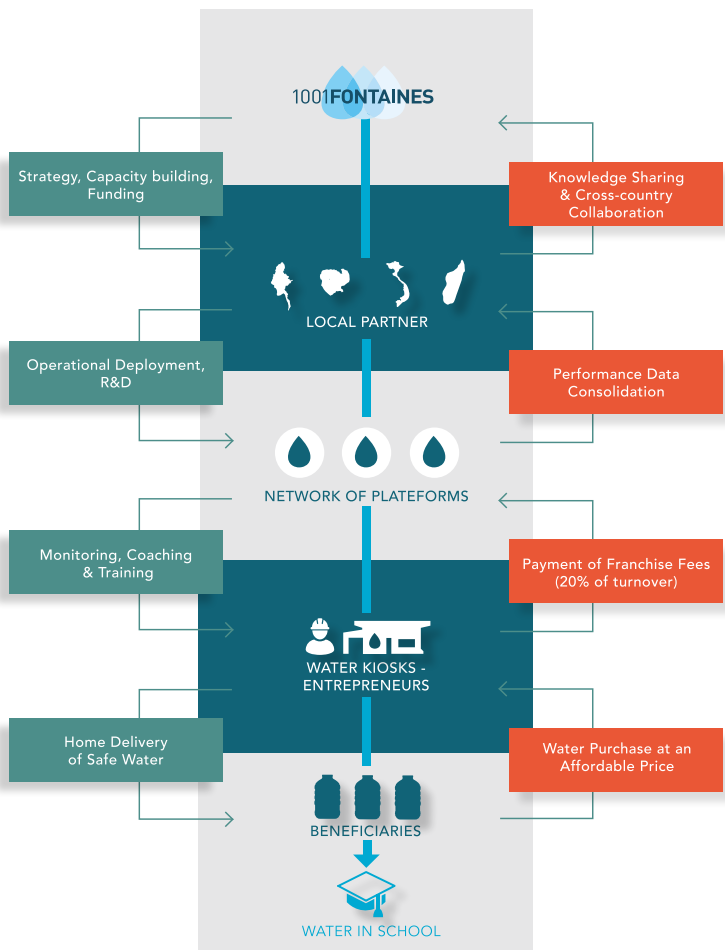 1001FONTAINES
Strategy, Capacity building,
Funding
Knowledge Sharing
& Cross-country
Collaboration
LOCAL PARTNER
Operational Deployment,
R&D
Performance Data
Consolidation
NETWORK OF PLATEFORMS
Monitoring, Coaching
& Training
Payment of Franchise Fees
(20% of turnover)
WATER KIOSKS -
ENTREPRENEURS
Home Delivery
of Safe Water
Water Purchase at an
Affordable Price
BENEFICIARIES
WATER IN SCHOOL